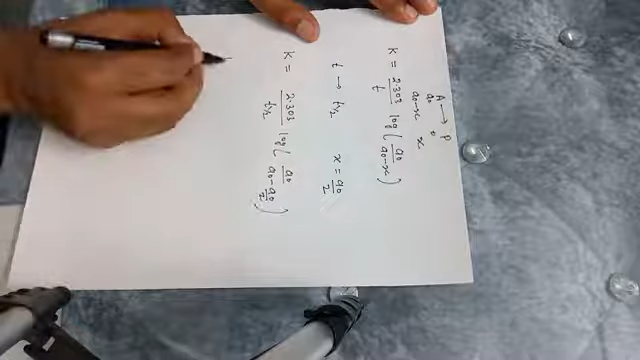 A → P
a₀ 0
a₀-x x
K = 2.303/t log (a₀/a₀-x)
t → t½ x = a₀/2
K = 2.303/t½ log (a₀/a₀-a₀/2)